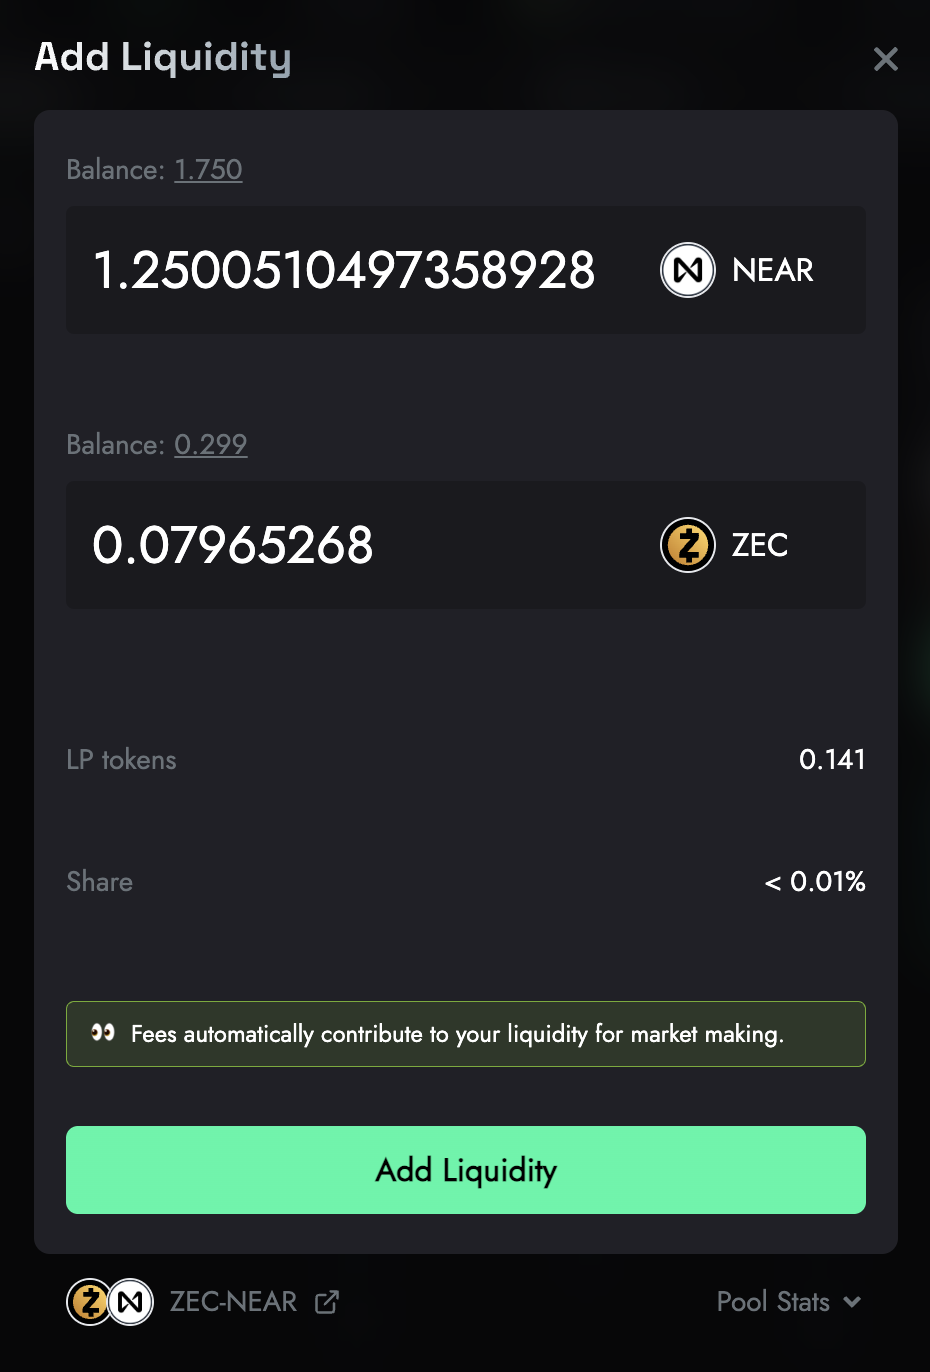 Add Liquidity
Balance: 1.750
1.2500510497358928 NEAR
Balance: 0.299
0.07965268 ZEC
LP tokens 0.141
Share < 0.01%
👀 Fees automatically contribute to your liquidity for market making.
Add Liquidity
ZEC-NEAR Pool Stats